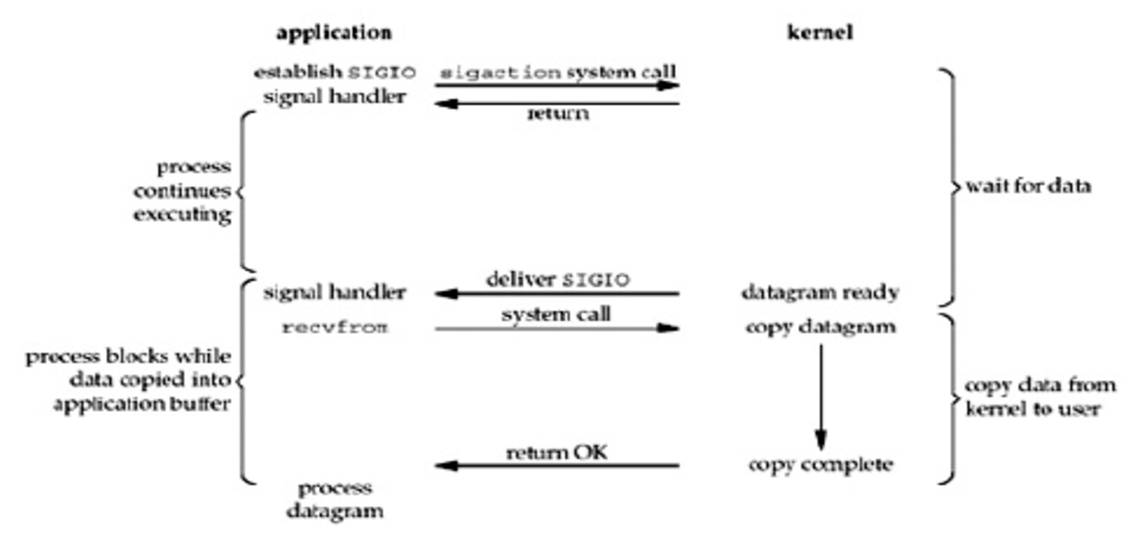 application
kernel
establish SIGIO
signal handler
sigaction system call
return
process
continues
executing
wait for data
signal handler
deliver SIGIO
datagram ready
recvfrom
system call
copy datagram
process blocks while
data copied into
application buffer
copy data from
kernel to user
return OK
copy complete
process
datagram